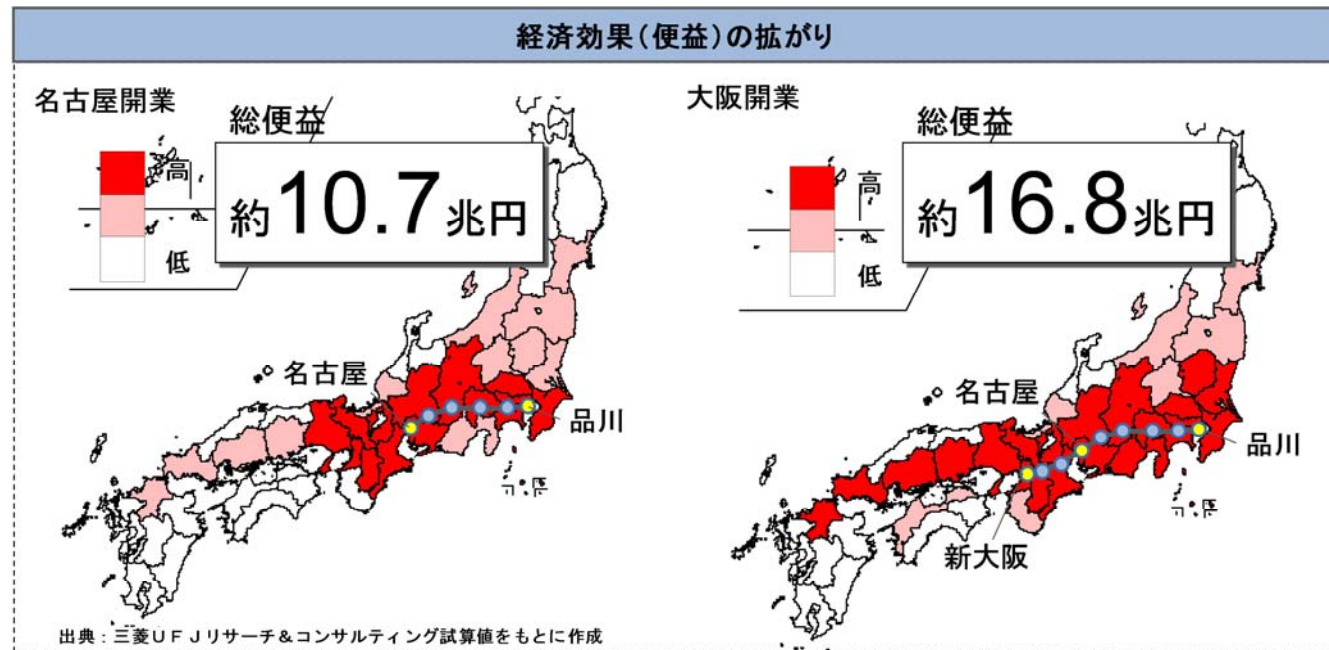 経済効果（便益）の拡がり
名古屋開業
総便益
高
低
約10.7兆円
名古屋
品川
大阪開業
総便益
高
低
約16.8兆円
名古屋
品川
新大阪
出典：三菱ＵＦＪリサーチ＆コンサルティング試算値をもとに作成